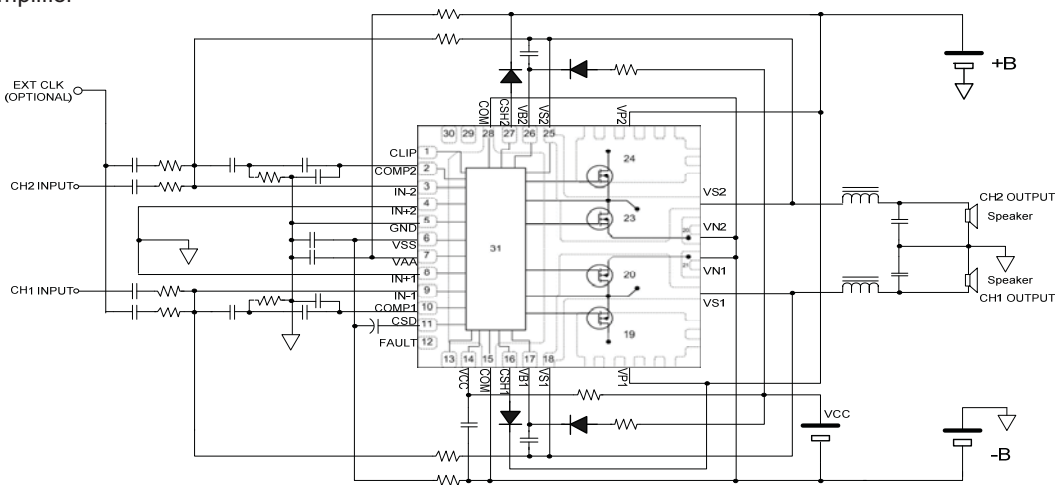 mplifier
+B
EXT CLK
(OPTIONAL)
COM
CSH2
VB2
VS2
VP2
30
29
28
27
26
25
CLIP
1
COMP2
2
CH2 INPUT
IN-2
3
IN+2
4
GND
5
VSS
6
VAA
7
IN+1
8
CH1 INPUT
IN-1
9
COMP1
10
CSD
11
FAULT
12
31
24
23
20
19
20
21
VS2
VN2
VN1
VS1
CH2 OUTPUT
Speaker
Speaker
CH1 OUTPUT
13
14
15
16
17
18
VCC
COM
CSH1
VB1
VS1
VP1
VCC
-B